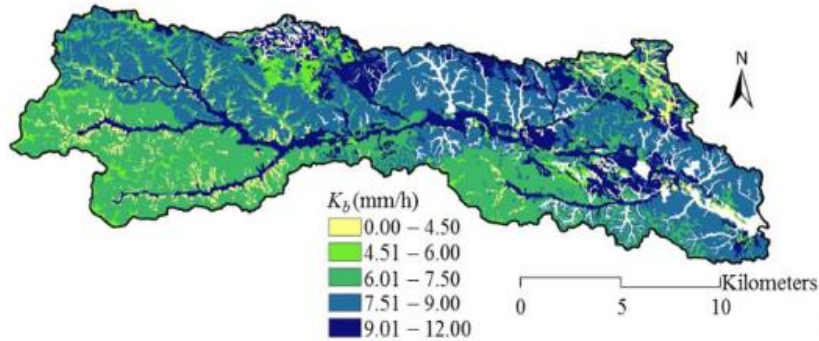 N
K_b (mm/h)
0.00 – 4.50
4.51 – 6.00
6.01 – 7.50
7.51 – 9.00
9.01 – 12.00
Kilometers
0 5 10